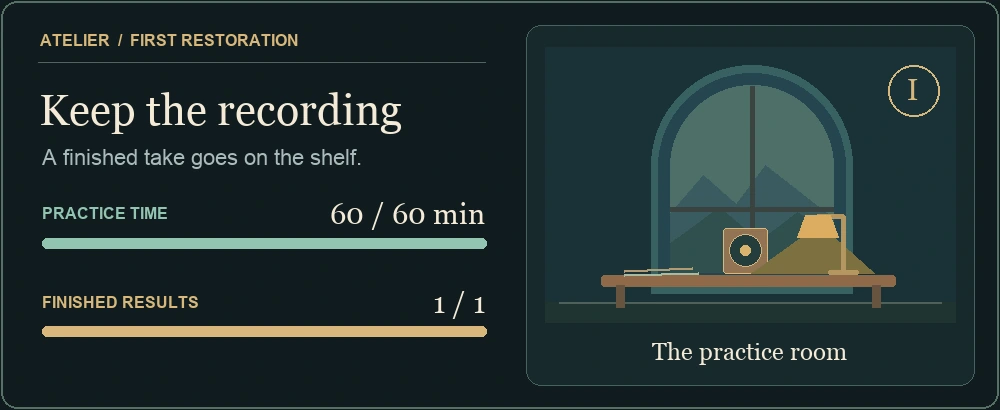 ATELIER / FIRST RESTORATION
Keep the recording
A finished take goes on the shelf.
PRACTICE TIME 60 / 60 min
FINISHED RESULTS 1 / 1
I
The practice room